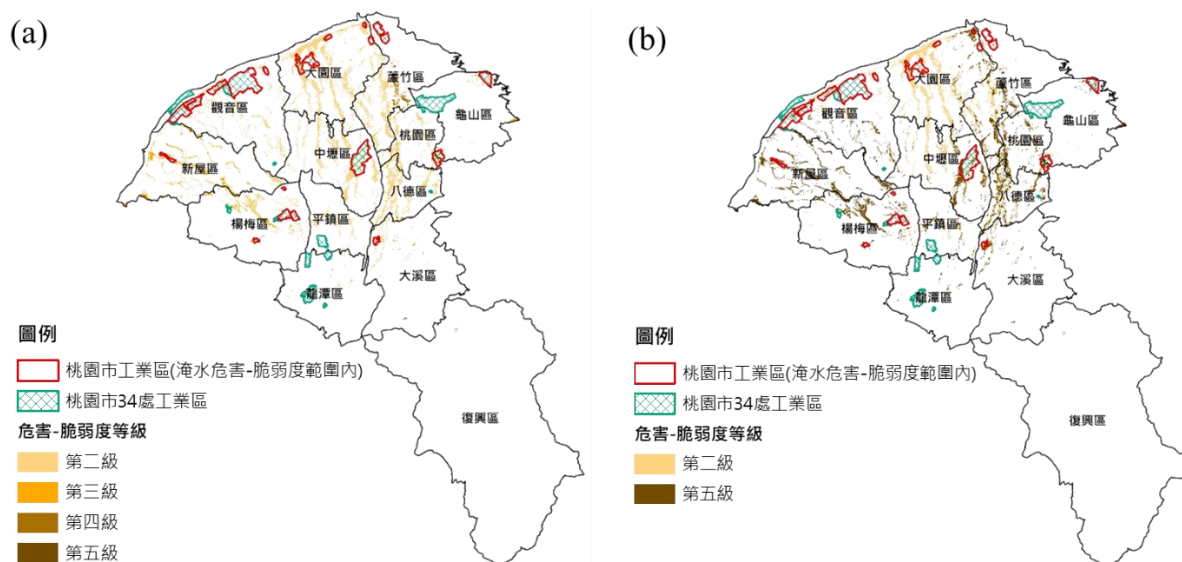 (a)
大園區
蘆竹區
觀音區
龜山區
桃園區
中壢區
新屋區
八德區
楊梅區
平鎮區
大溪區
龍潭區
復興區
圖例
桃園市工業區(淹水危害-脆弱度範圍內)
桃園市34處工業區
危害-脆弱度等級
第二級
第三級
第四級
第五級
(b)
大園區
蘆竹區
觀音區
龜山區
桃園區
中壢區
新屋區
八德區
楊梅區
平鎮區
大溪區
龍潭區
復興區
圖例
桃園市工業區(淹水危害-脆弱度範圍內)
桃園市34處工業區
危害-脆弱度等級
第二級
第五級